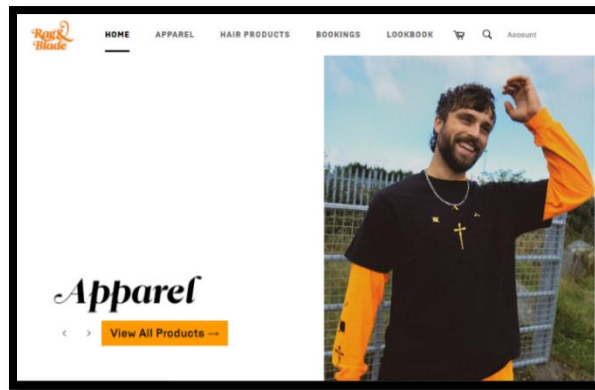 Rag &
Blade
HOME APPAREL HAIR PRODUCTS BOOKINGS LOOKBOOK Account
Apparel
< > View All Products →